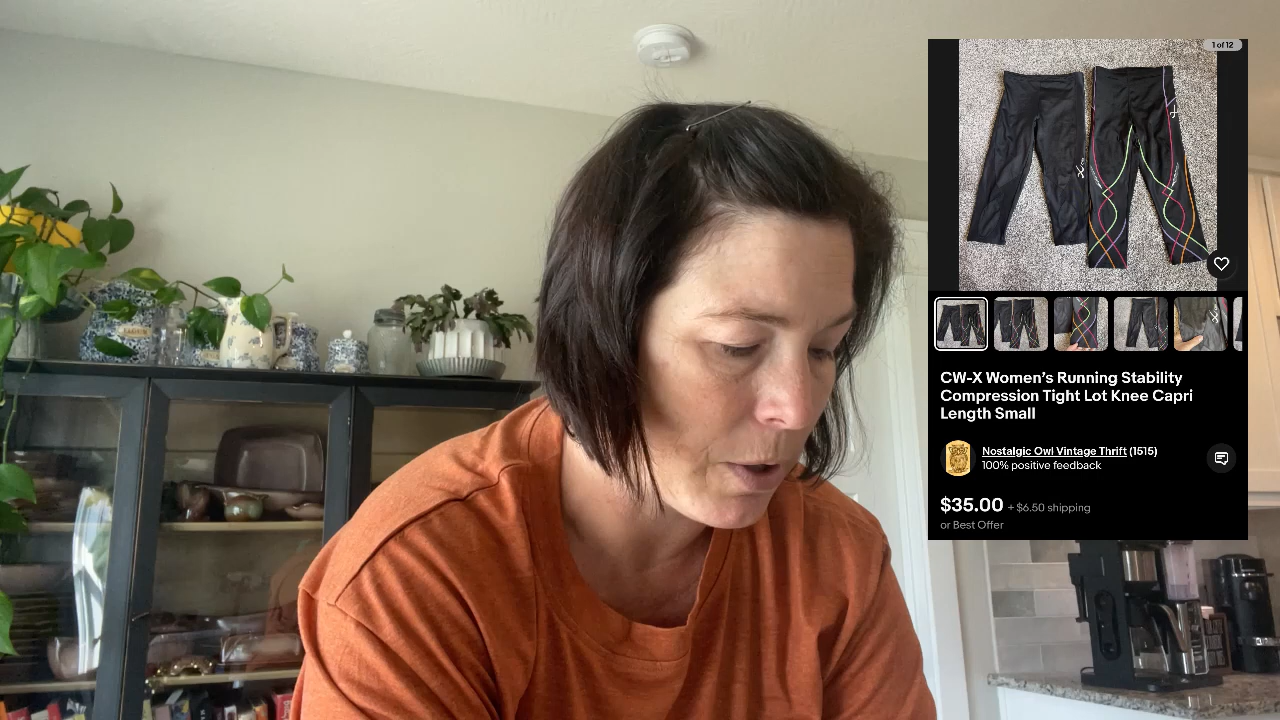 1 of 12
CW-X Women’s Running Stability
Compression Tight Lot Knee Capri
Length Small
Nostalgic Owl Vintage Thrift (1515)
100% positive feedback
$35.00 + $6.50 shipping
or Best Offer